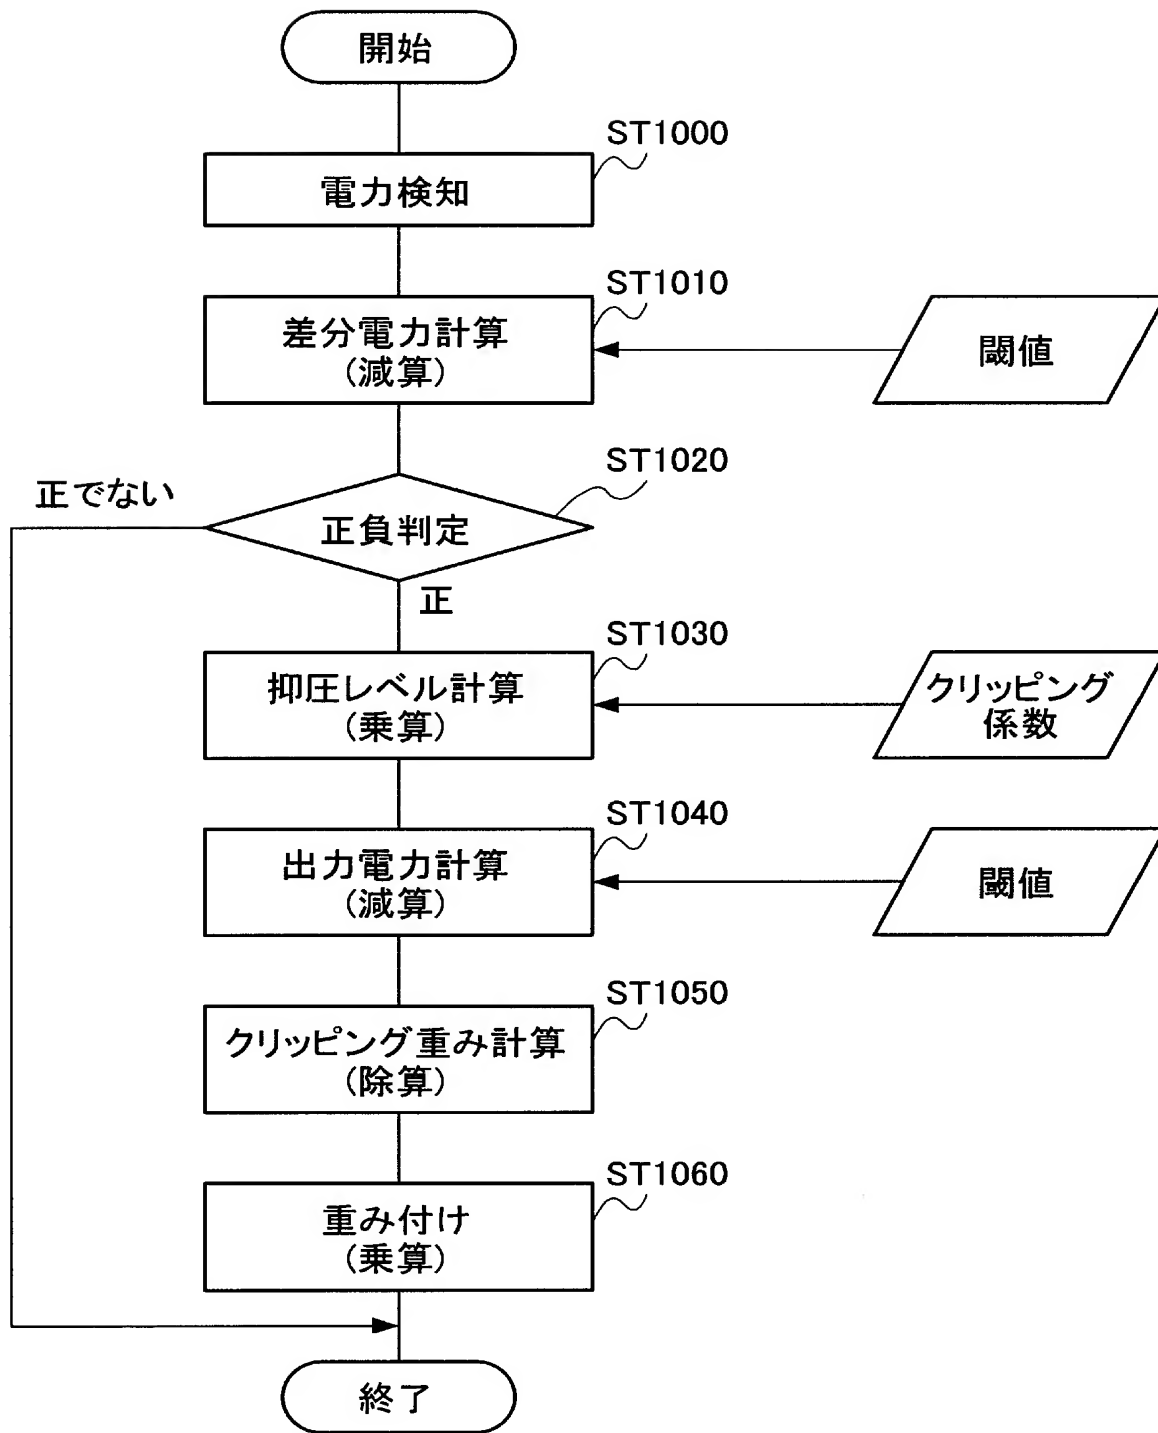 開始
ST1000
電力検知
ST1010
差分電力計算
(減算)
閾値
ST1020
正でない
正負判定
正
ST1030
抑圧レベル計算
(乗算)
クリッピング
係数
ST1040
出力電力計算
(減算)
閾値
ST1050
クリッピング重み計算
(除算)
ST1060
重み付け
(乗算)
終了